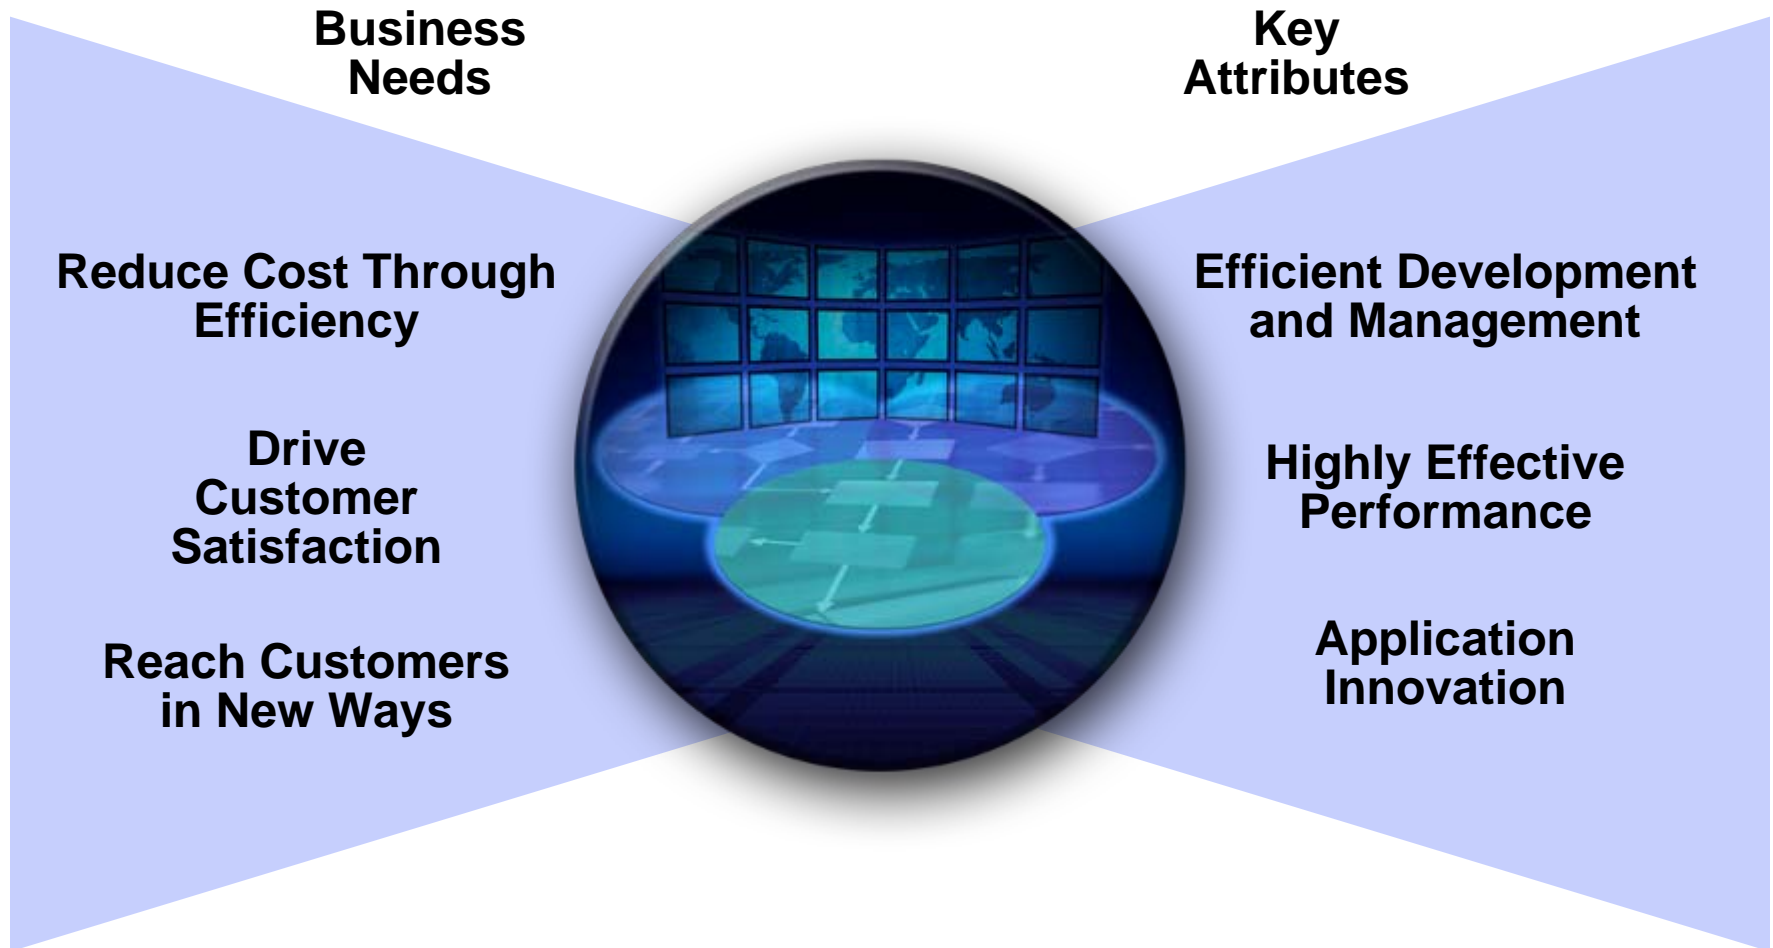 Business
Needs
Key
Attributes
Reduce Cost Through
Efficiency
Drive
Customer
Satisfaction
Reach Customers
in New Ways
Efficient Development
and Management
Highly Effective
Performance
Application
Innovation